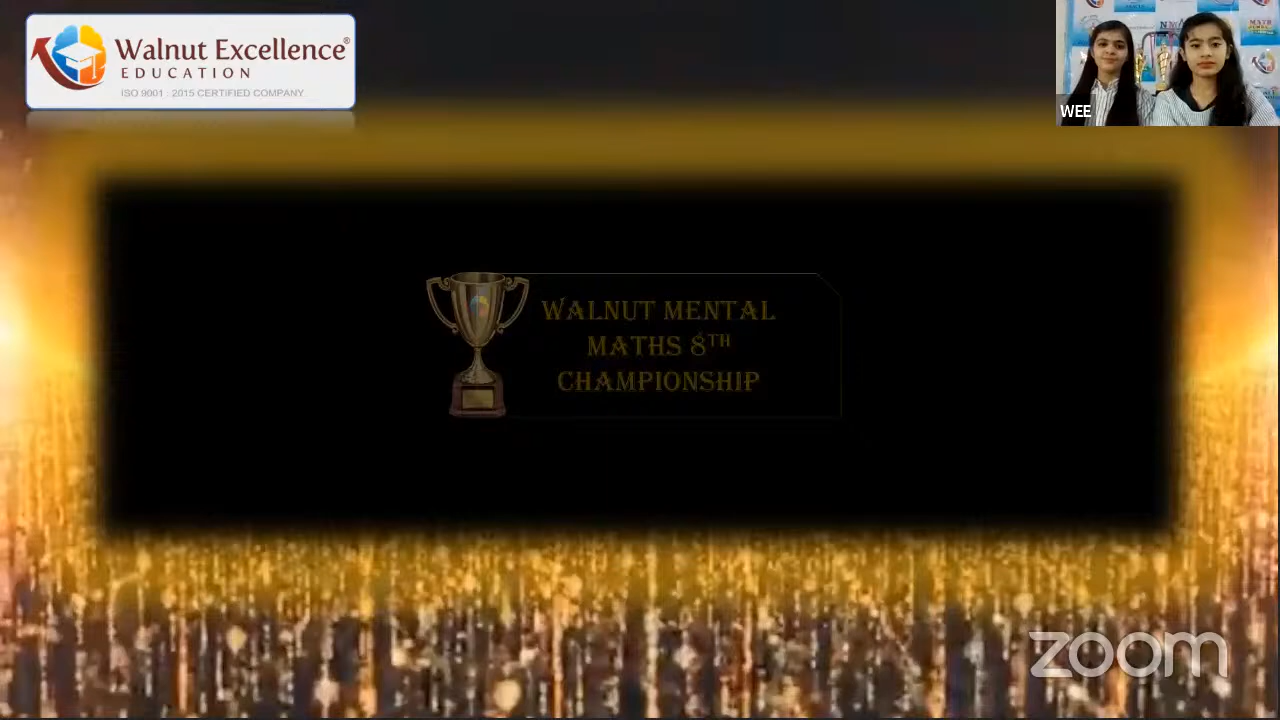 Walnut Excellence®
EDUCATION
ISO 9001 : 2015 CERTIFIED COMPANY
WEE
WALNUT MENTAL
MATHS 8TH
CHAMPIONSHIP
zoom